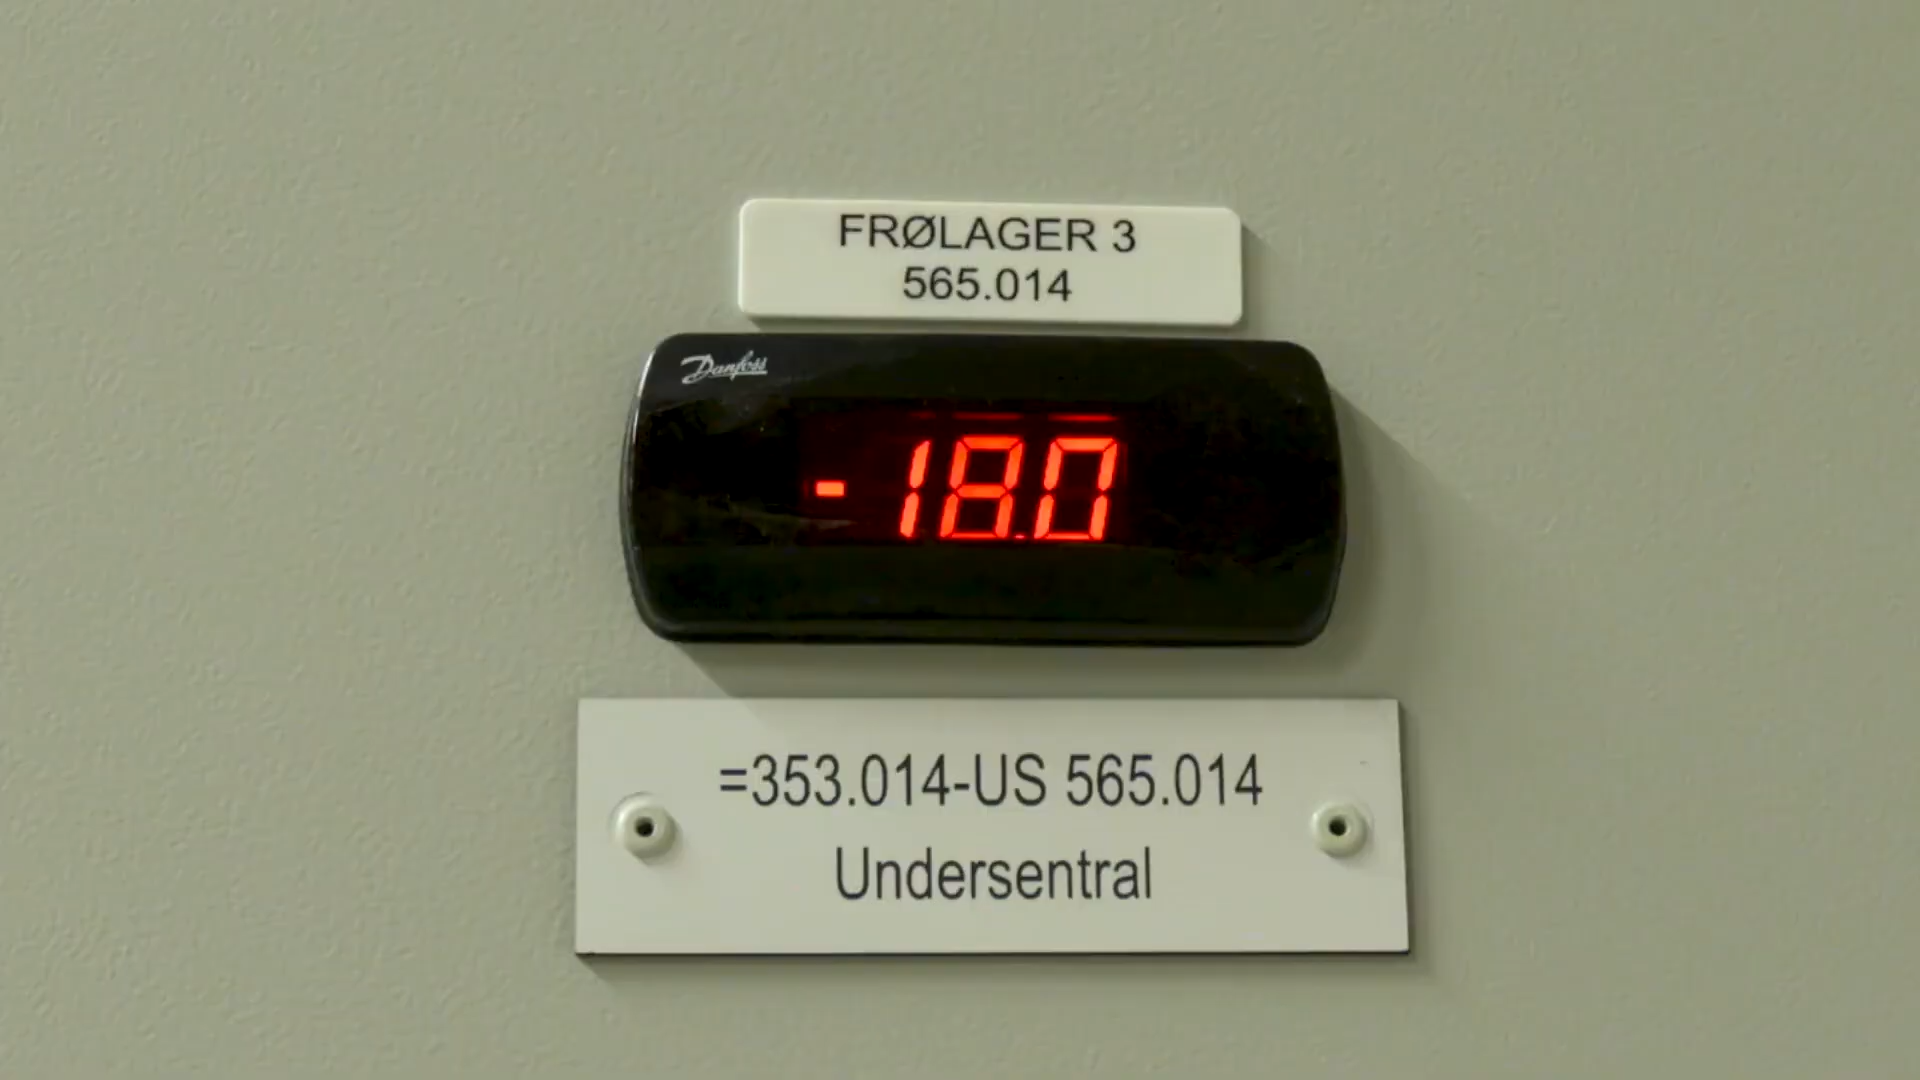 FRØLAGER 3
565.014
Danfoss
-18.0
=353.014-US 565.014
Undersentral